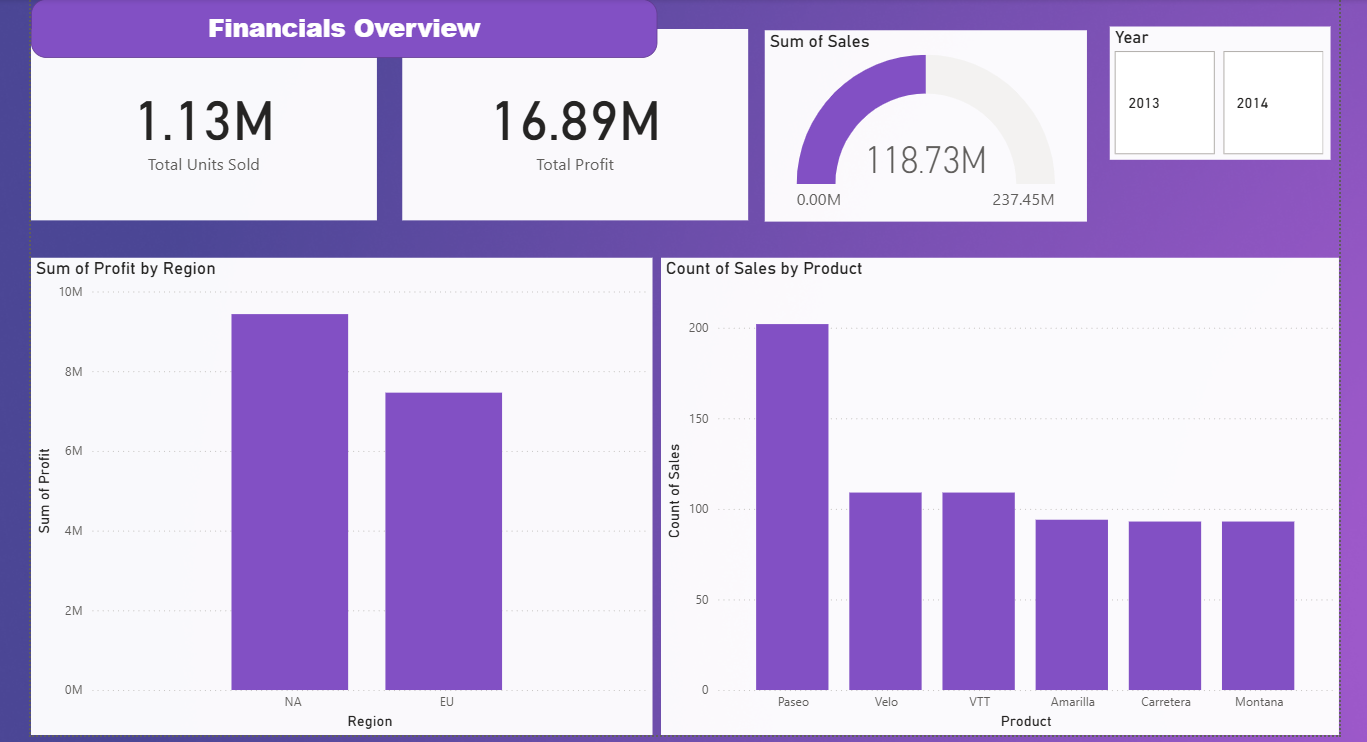 Financials Overview
1.13M
Total Units Sold
16.89M
Total Profit
Sum of Sales
118.73M
0.00M 237.45M
Year
2013 2014
Sum of Profit by Region
Sum of Profit
10M
8M
6M
4M
2M
0M
NA EU
Region
Count of Sales by Product
Count of Sales
200
150
100
50
0
Paseo Velo VTT Amarilla Carretera Montana
Product